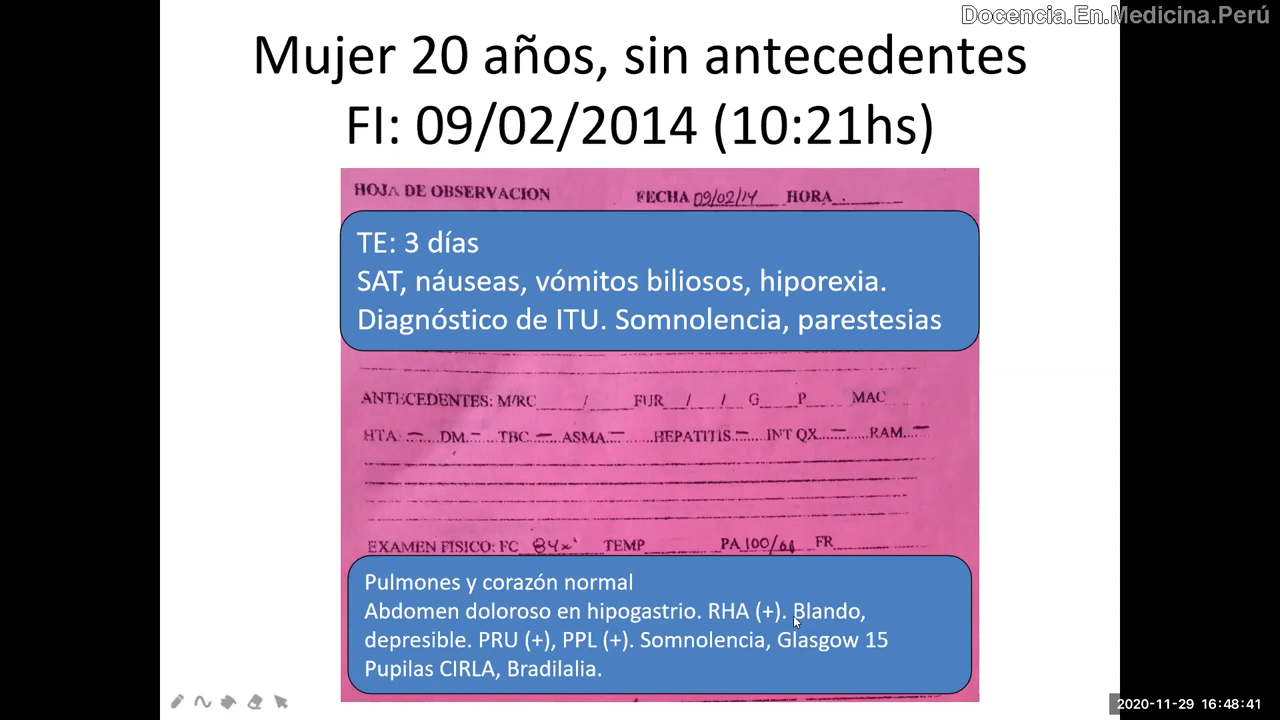 Docencia.En.Medicina.Perú
Mujer 20 años, sin antecedentes
FI: 09/02/2014 (10:21hs)
HOJA DE OBSERVACION FECHA 09/02/14 HORA
TE: 3 días
SAT, náuseas, vómitos biliosos, hiporexia.
Diagnóstico de ITU. Somnolencia, parestesias
ANTECEDENTES: M/RC / FUR / / G P MAC
HTA - DM - TBC - ASMA - HEPATITIS - INT QX - RAM -
EXAMEN FISICO: FC 84x' TEMP PA 100/60 FR
Pulmones y corazón normal
Abdomen doloroso en hipogastrio. RHA (+). Blando,
depresible. PRU (+), PPL (+). Somnolencia, Glasgow 15
Pupilas CIRLA, Bradilalia.
2020-11-29 16:48:41